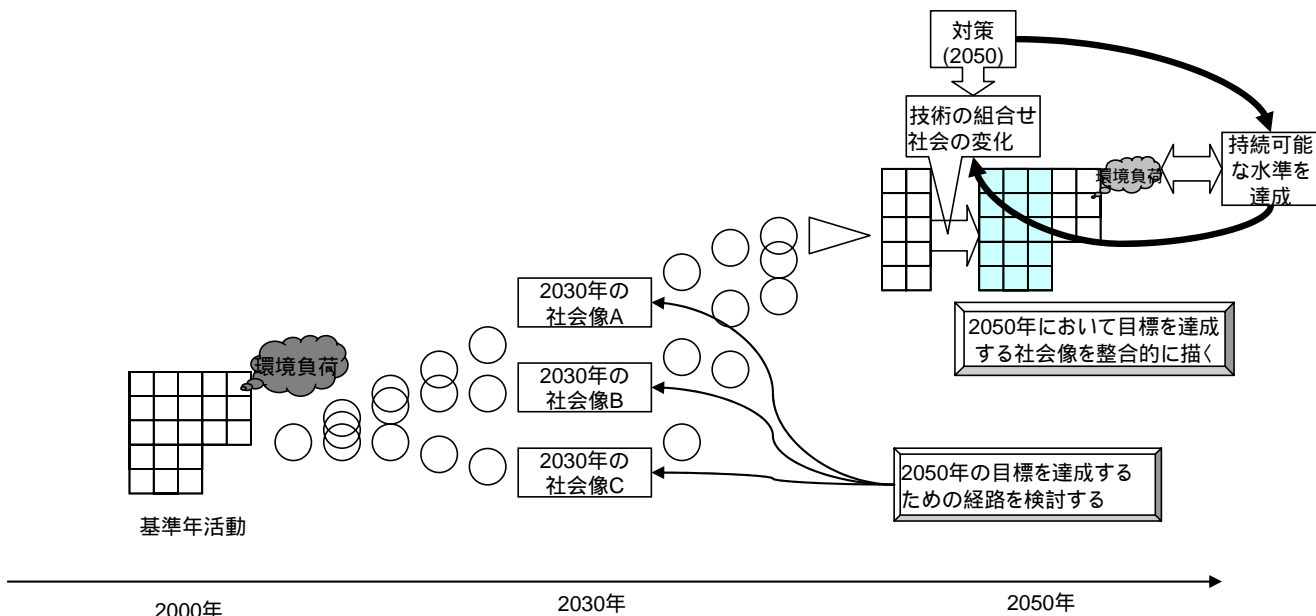 対策
(2050)
技術の組合せ
社会の変化
持続可能
な水準を
達成
環境負荷
2030年の
社会像A
2050年において目標を達成
する社会像を整合的に描く
環境負荷
2030年の
社会像B
2030年の
社会像C
2050年の目標を達成する
ための経路を検討する
基準年活動
2000年
2030年
2050年